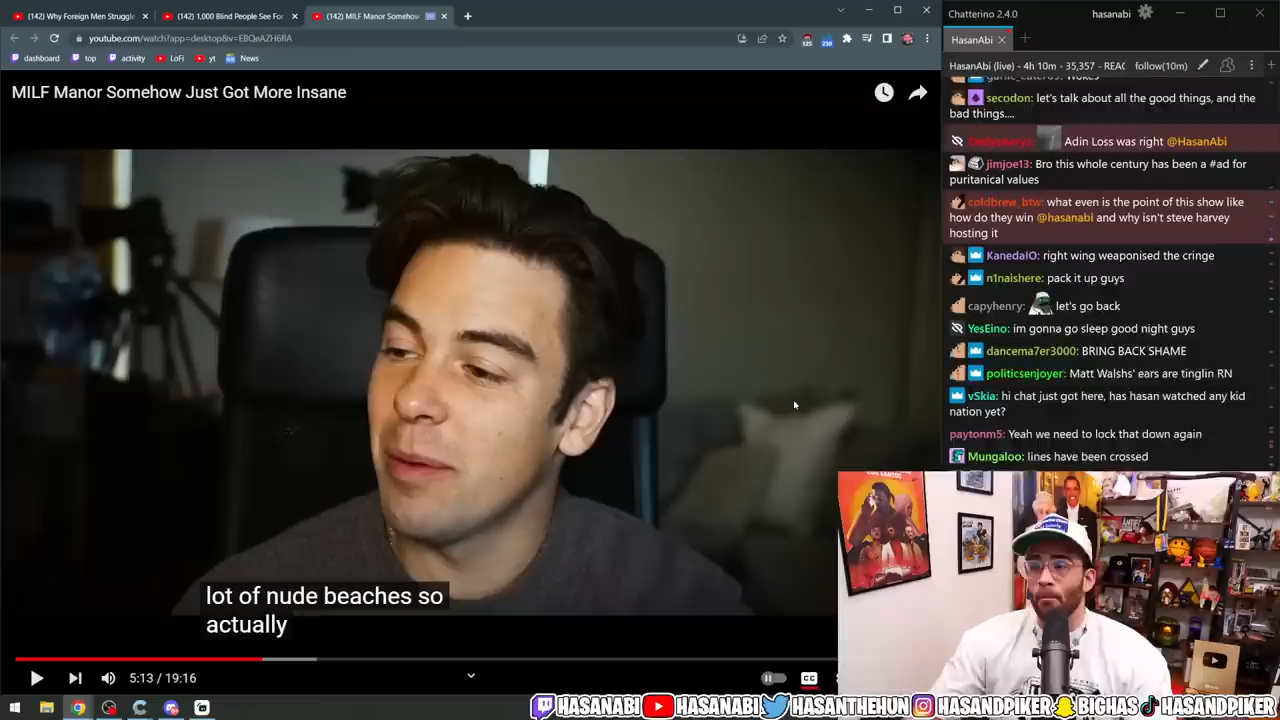 (142) Why Foreign Men Struggle
(142) 1,000 Blind People See For
(142) MILF Manor Somehow
youtube.com/watch?app=desktop&v=EBQeAZH6flA
125
230
dashboard
top
activity
LoFi
yt
News
MILF Manor Somehow Just Got More Insane
lot of nude beaches so
actually
5:13 / 19:16
CC
Chatterino 2.4.0
hasanabi
HasanAbi
HasanAbi (live) - 4h 10m - 35,357 - REAC
follow(10m)
secodon: let's talk about all the good things, and the
bad things....
Adin Loss was right @HasanAbi
jimjoe13: Bro this whole century has been a #ad for
puritanical values
coldbrew_btw: what even is the point of this show like
how do they win @hasanabi and why isn't steve harvey
hosting it
KanedaIO: right wing weaponised the cringe
n1naishere: pack it up guys
capyhenry: let's go back
YesEino: im gonna go sleep good night guys
dancema7er3000: BRING BACK SHAME
politicsenjoyer: Matt Walshs' ears are tinglin RN
vSkia: hi chat just got here, has hasan watched any kid
nation yet?
paytonm5: Yeah we need to lock that down again
Mungaloo: lines have been crossed
HASANABI
HASANABI
HASANTHEHUN
HASANDPIKER
BIGHAS
HASANDPIKER